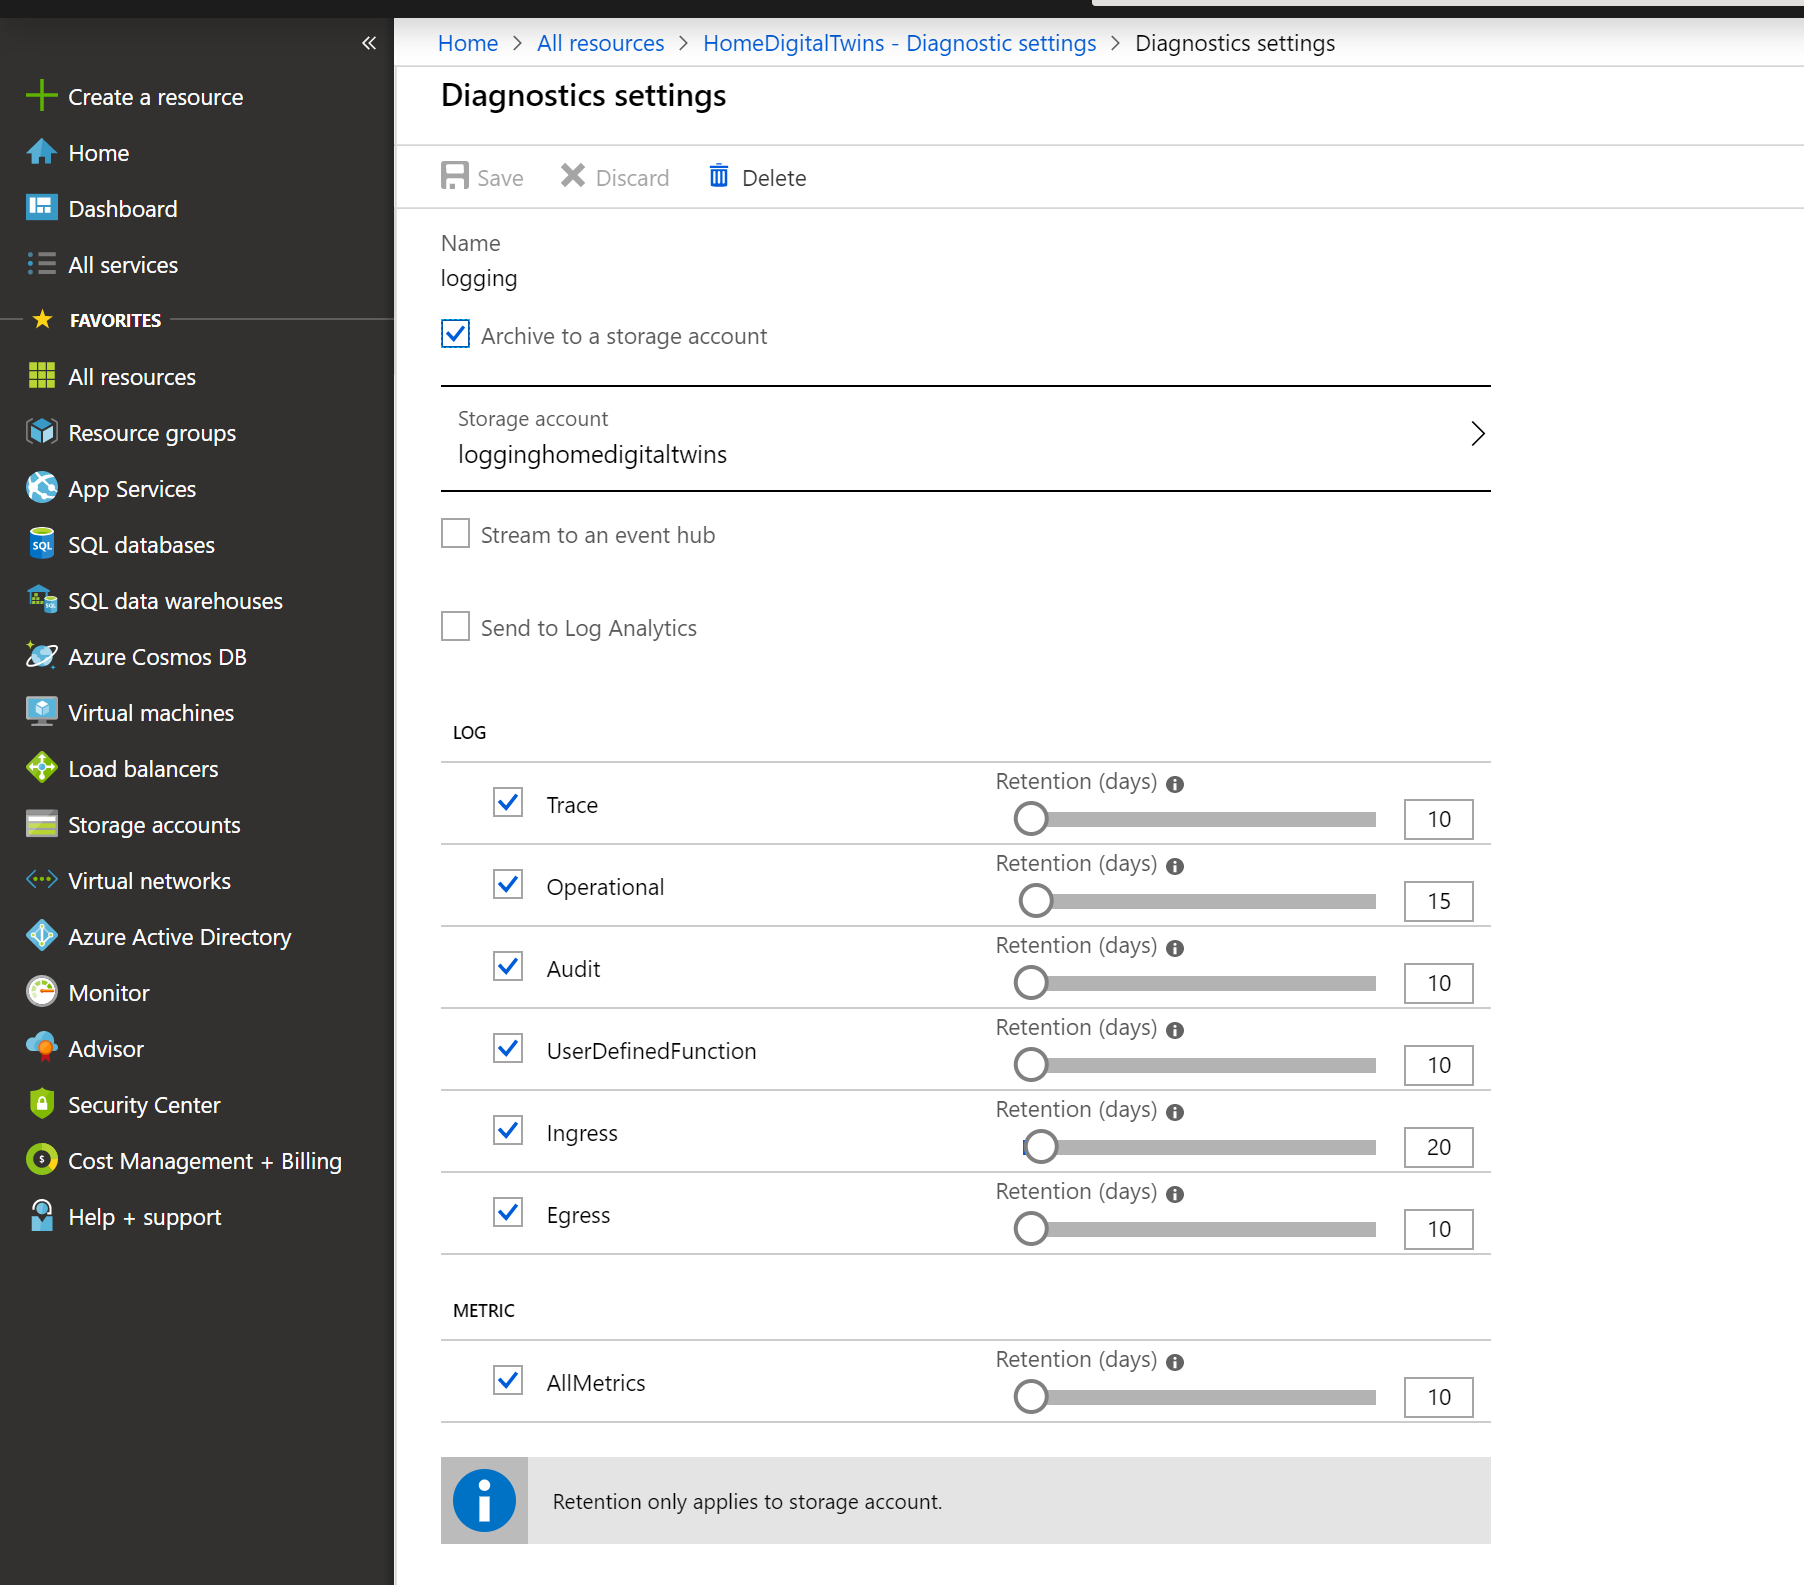 Home > All resources > HomeDigitalTwins - Diagnostic settings > Diagnostics settings
Create a resource
Home
Dashboard
All services
FAVORITES
All resources
Resource groups
App Services
SQL databases
SQL data warehouses
Azure Cosmos DB
Virtual machines
Load balancers
Storage accounts
Virtual networks
Azure Active Directory
Monitor
Advisor
Security Center
Cost Management + Billing
Help + support
Diagnostics settings
Save Discard Delete
Name
logging
Archive to a storage account
Storage account
logginghomedigitaltwins
Stream to an event hub
Send to Log Analytics
LOG
Retention (days)
Trace 10
Retention (days)
Operational 15
Retention (days)
Audit 10
Retention (days)
UserDefinedFunction 10
Retention (days)
Ingress 20
Retention (days)
Egress 10
METRIC
Retention (days)
AllMetrics 10
Retention only applies to storage account.